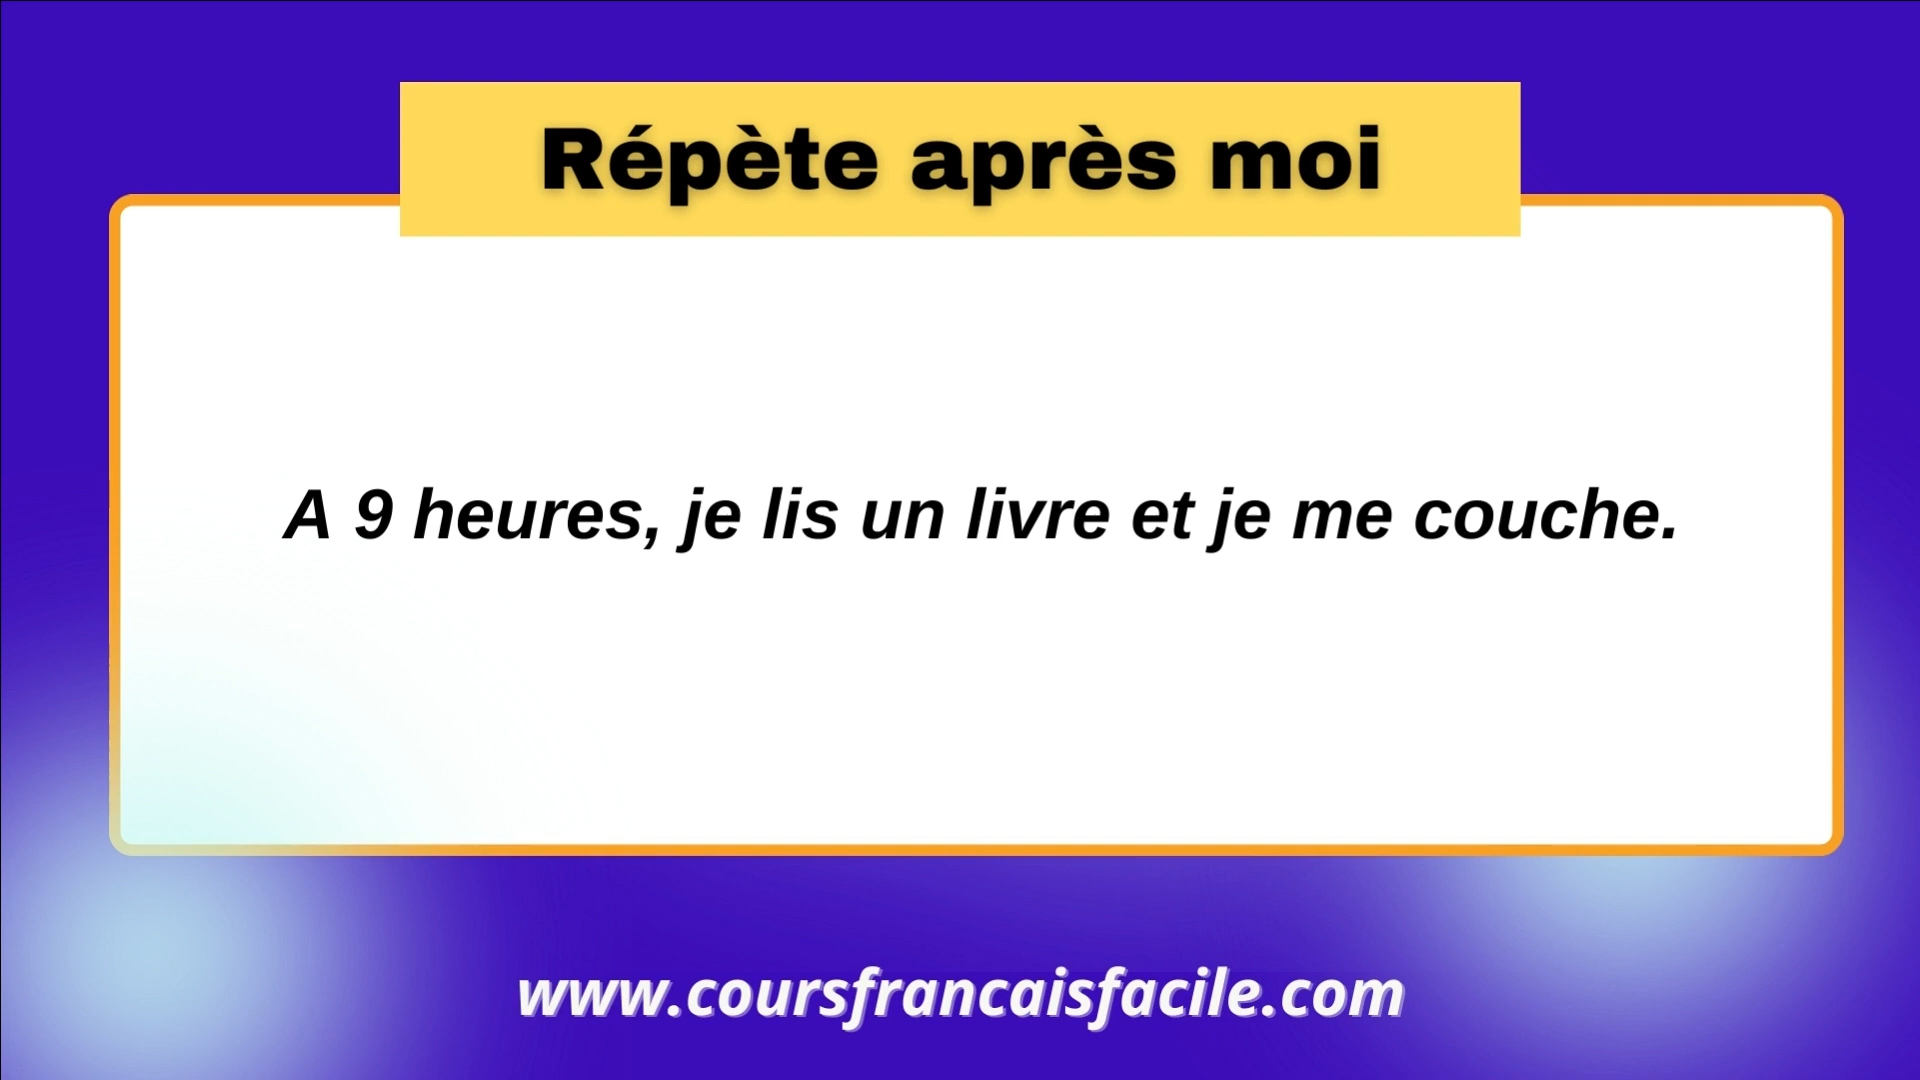 Répète après moi
A 9 heures, je lis un livre et je me couche.
www.coursfrancaisfacile.com